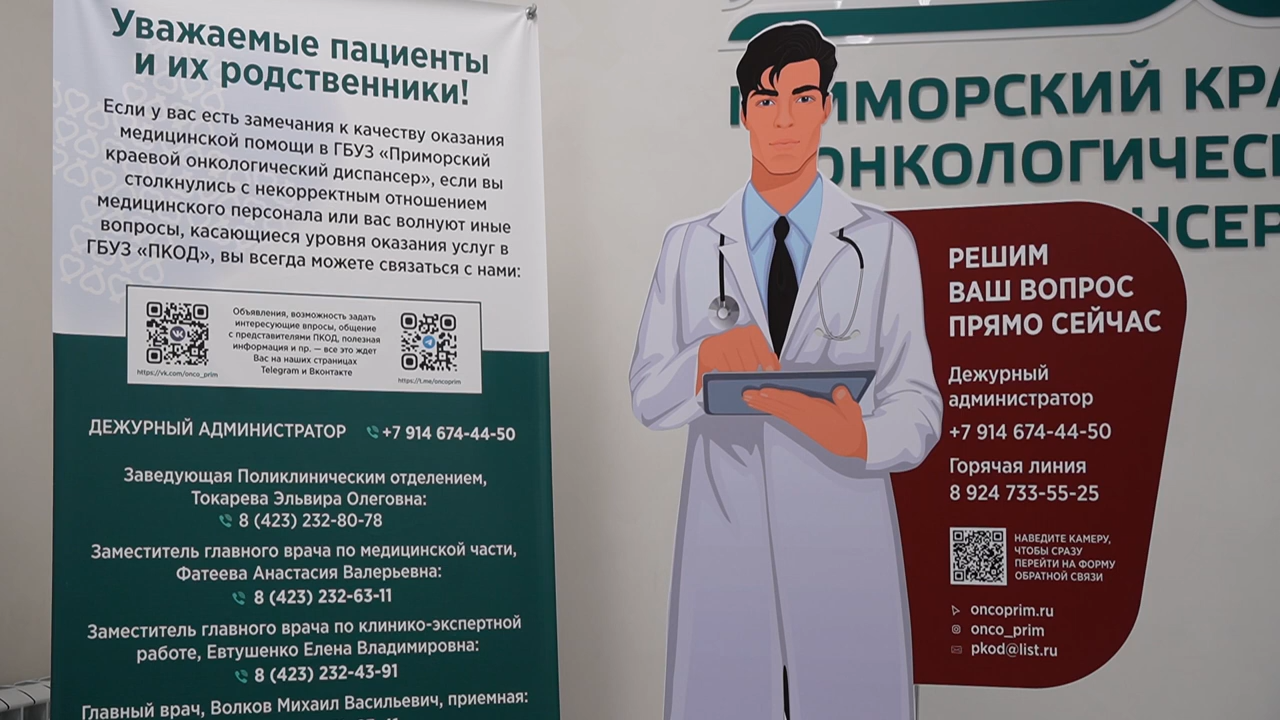 Уважаемые пациенты
и их родственники!
Если у вас есть замечания к качеству оказания
медицинской помощи в ГБУЗ «Приморский
краевой онкологический диспансер», если вы
столкнулись с некорректным отношением
медицинского персонала или вас волнуют иные
вопросы, касающиеся уровня оказания услуг в
ГБУЗ «ПКОД», вы всегда можете связаться с нами:
Объявления, возможность задать
интересующие впросы, общение
с представителями ПКОД, полезная
информация и пр. — все это ждет
Вас на наших страницах
Telegram и Вконтакте
https://vk.com/onco_prim
https://t.me/oncoprim
ДЕЖУРНЫЙ АДМИНИСТРАТОР +7 914 674-44-50
Заведующая Поликлиническим отделением,
Токарева Эльвира Олеговна:
8 (423) 232-80-78
Заместитель главного врача по медицинской части,
Фатеева Анастасия Валерьевна:
8 (423) 232-63-11
Заместитель главного врача по клинико-экспертной
работе, Евтушенко Елена Владимировна:
8 (423) 232-43-91
Главный врач, Волков Михаил Васильевич, приемная:
ИМОРСКИЙ КРА
ОНКОЛОГИЧЕС
НСЕР
РЕШИМ
ВАШ ВОПРОС
ПРЯМО СЕЙЧАС
Дежурный
администратор
+7 914 674-44-50
Горячая линия
8 924 733-55-25
НАВЕДИТЕ КАМЕРУ,
ЧТОБЫ СРАЗУ
ПЕРЕЙТИ НА ФОРМУ
ОБРАТНОЙ СВЯЗИ
oncoprim.ru
onco_prim
pkod@list.ru